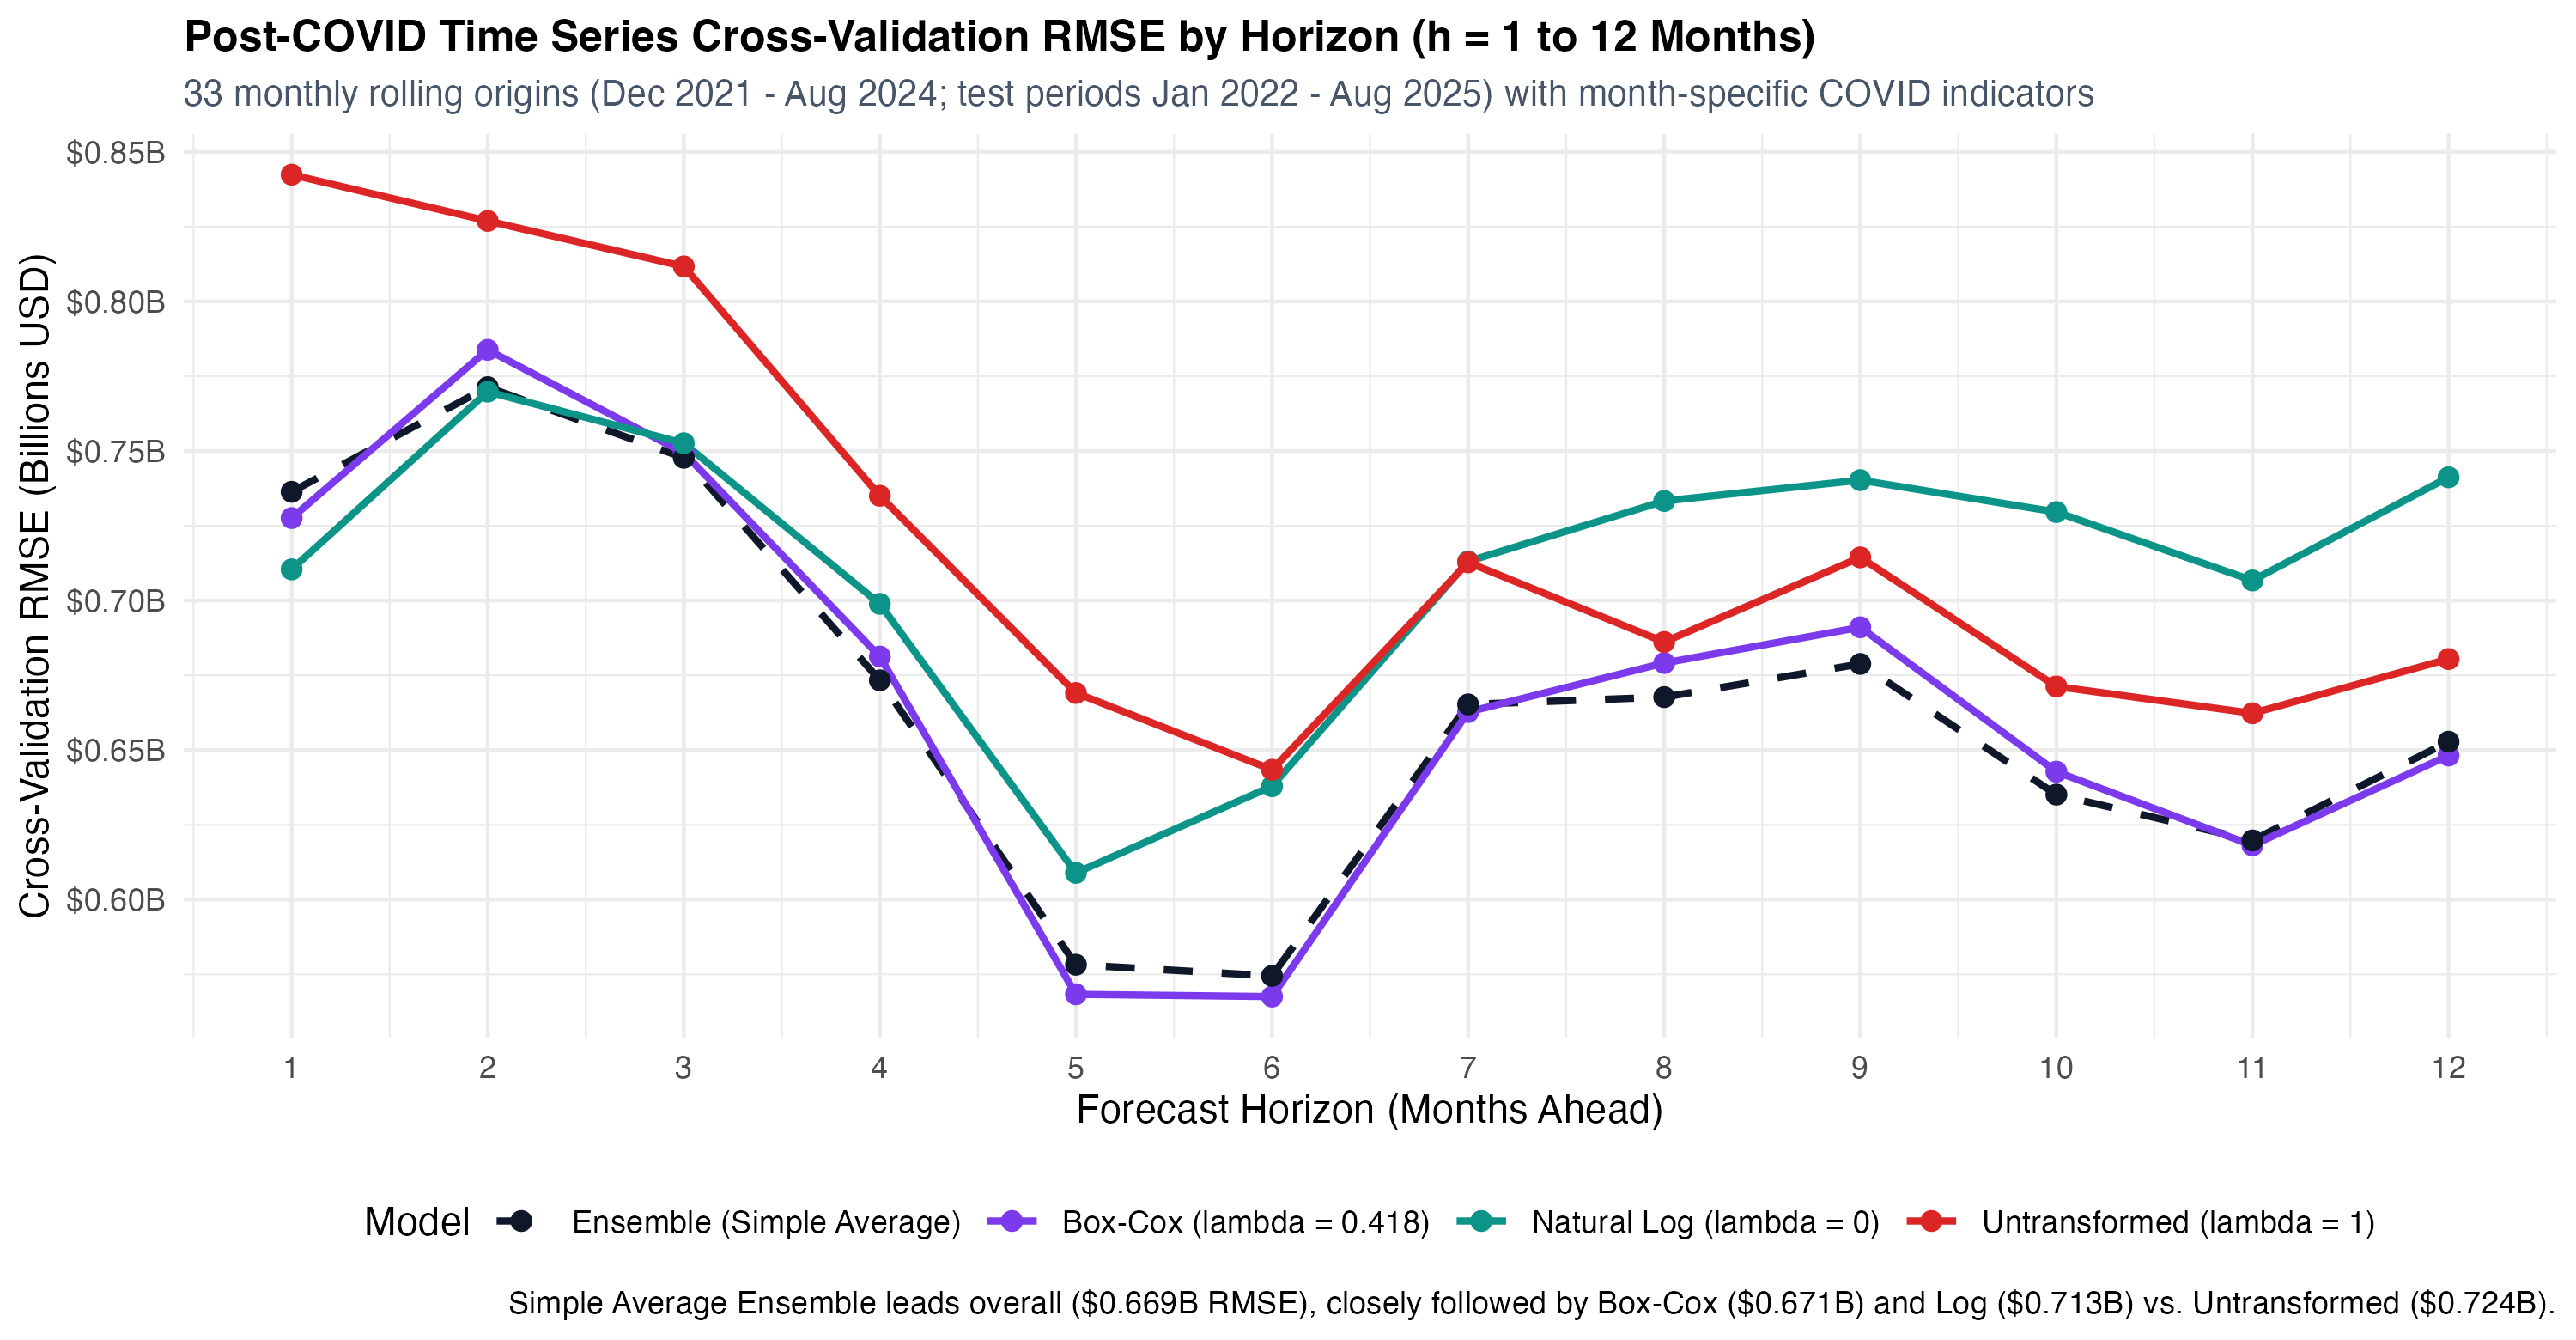 Post-COVID Time Series Cross-Validation RMSE by Horizon (h = 1 to 12 Months)
33 monthly rolling origins (Dec 2021 - Aug 2024; test periods Jan 2022 - Aug 2025) with month-specific COVID indicators
Cross-Validation RMSE (Billions USD)
$0.85B
$0.80B
$0.75B
$0.70B
$0.65B
$0.60B
1 2 3 4 5 6 7 8 9 10 11 12
Forecast Horizon (Months Ahead)
Model Ensemble (Simple Average) Box-Cox (lambda = 0.418) Natural Log (lambda = 0) Untransformed (lambda = 1)
Simple Average Ensemble leads overall ($0.669B RMSE), closely followed by Box-Cox ($0.671B) and Log ($0.713B) vs. Untransformed ($0.724B).